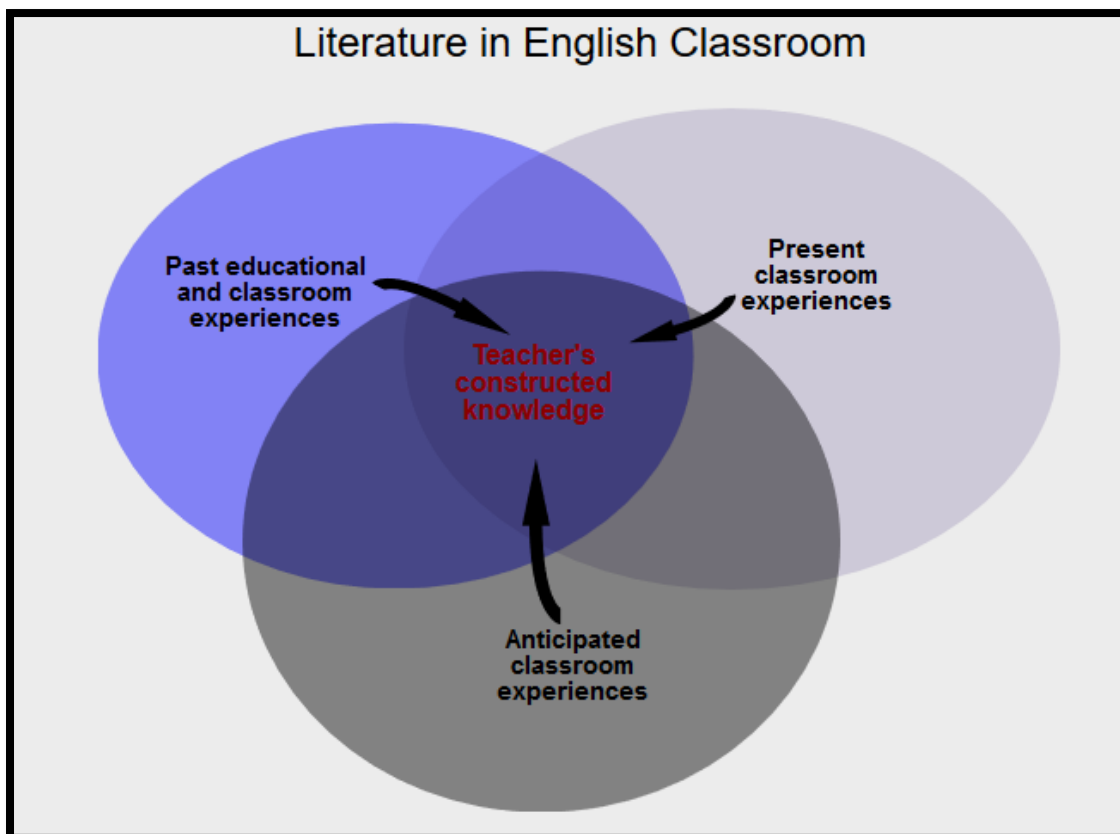 Literature in English Classroom
Past educational
and classroom
experiences
Present
classroom
experiences
Teacher's
constructed
knowledge
Anticipated
classroom
experiences